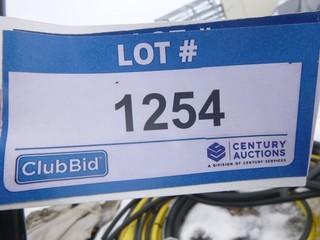 LOT #
1254
ClubBid
CENTURY
AUCTIONS
A DIVISION OF CENTURY SERVICES